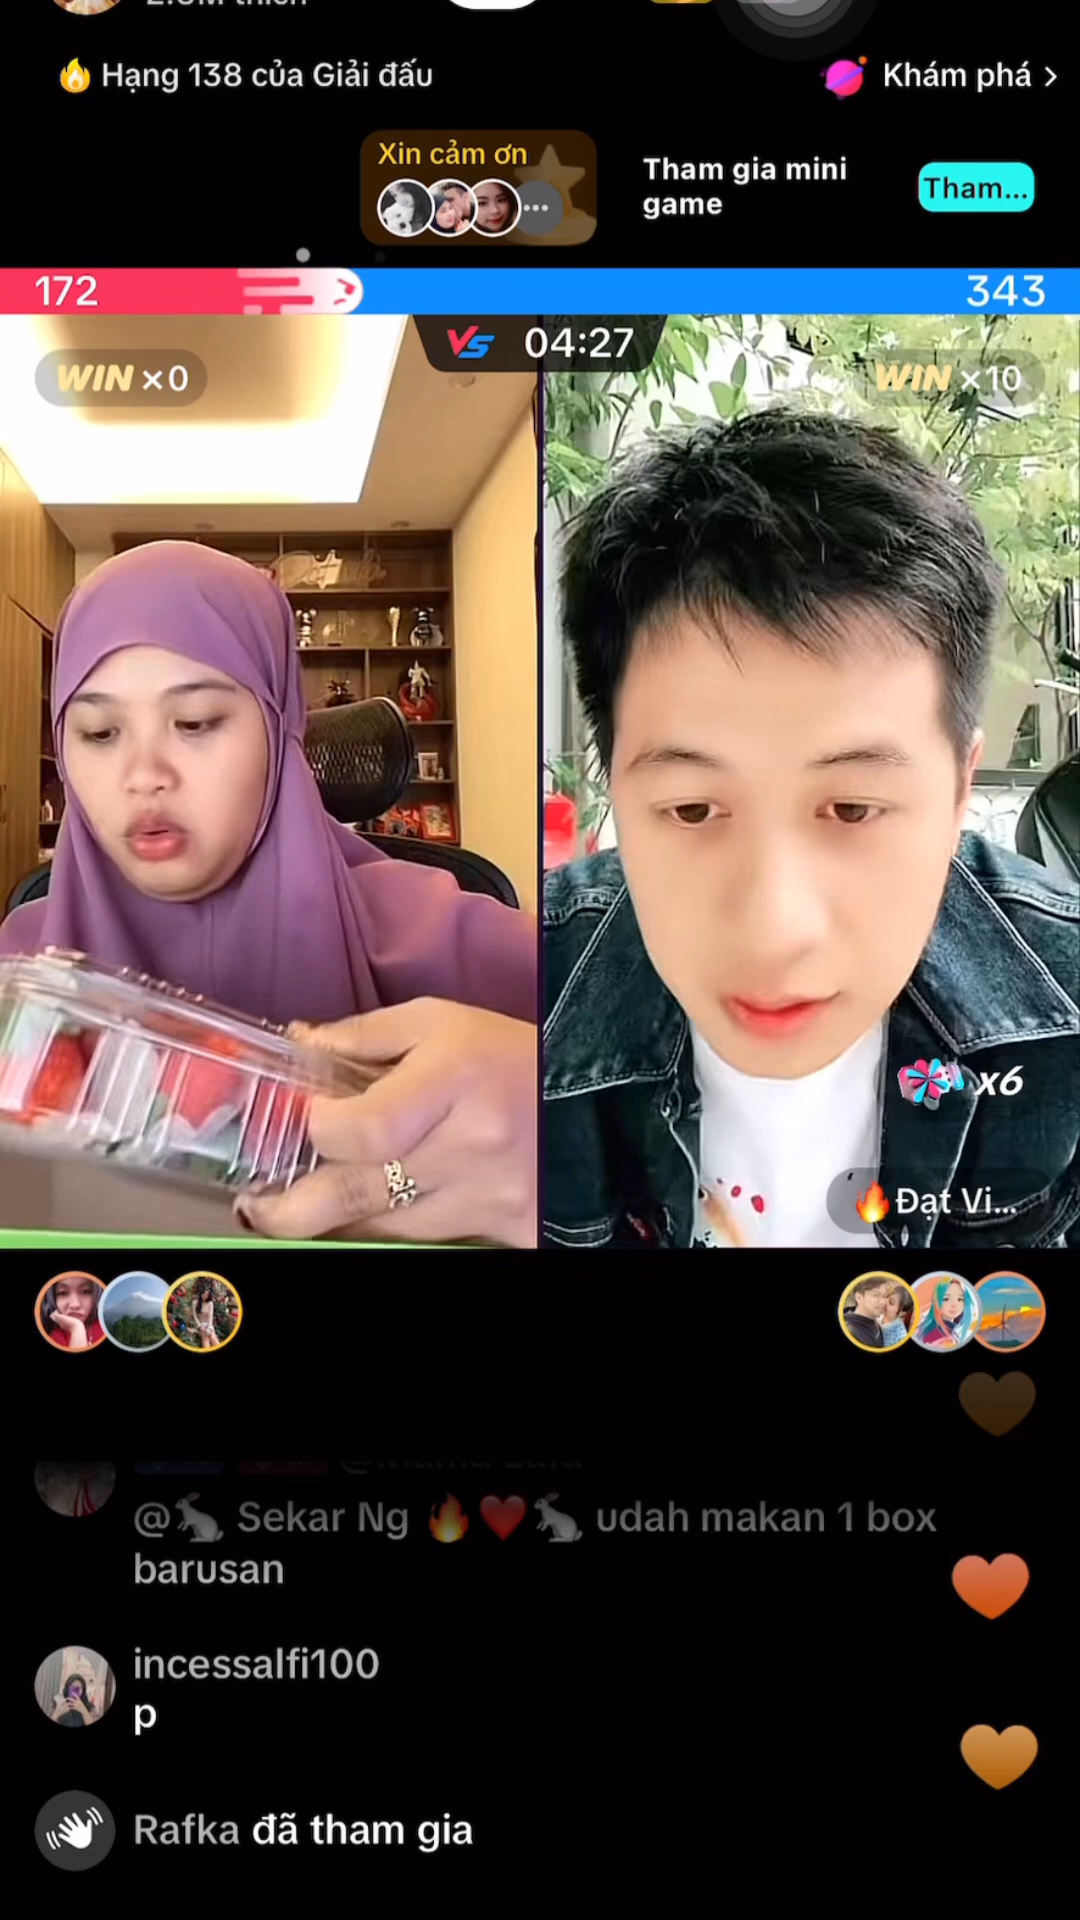 Hạng 138 của Giải đấu
Khám phá >
Xin cảm ơn
Tham gia mini
game
Tham...
172
343
VS 04:27
WIN x0
WIN x10
x6
Đạt Vi...
@ Sekar Ng udah makan 1 box
barusan
incessalfi100
p
Rafka đã tham gia